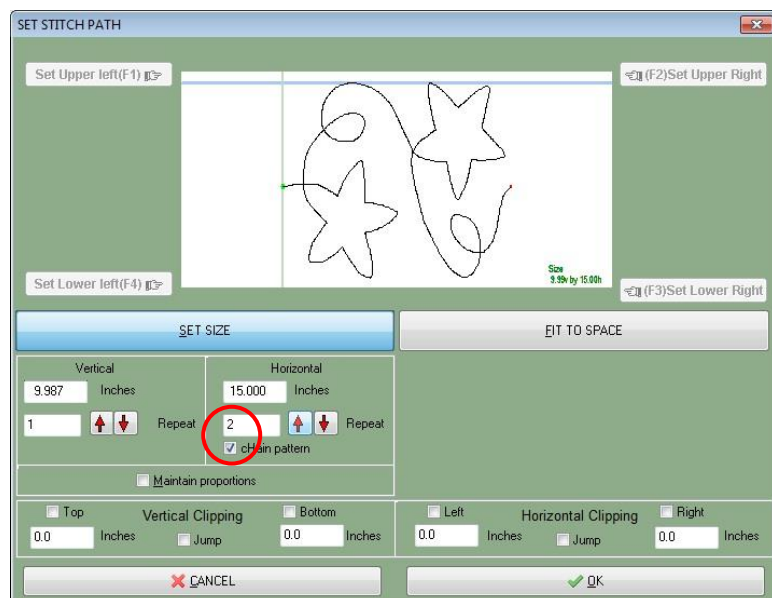 SET STITCH PATH
Set Upper left(F1)
(F2)Set Upper Right
Size
9.99v by 15.00h
Set Lower left(F4)
(F3)Set Lower Right
SET SIZE
FIT TO SPACE
Vertical
Horizontal
9.987 Inches
15.000 Inches
1 Repeat
2 Repeat
cHain pattern
Maintain proportions
Top Vertical Clipping Bottom
Left Horizontal Clipping Right
0.0 Inches Jump 0.0 Inches
0.0 Inches Jump 0.0 Inches
CANCEL
OK